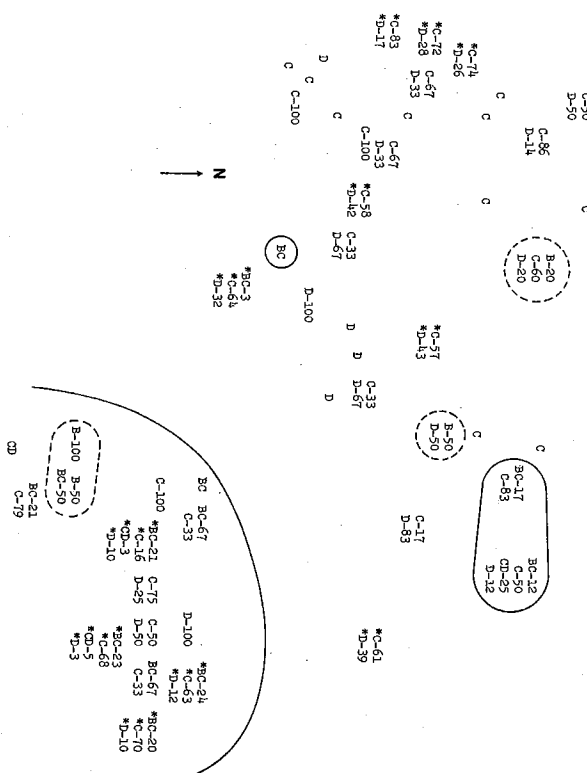 C-50
D-50
C
C-86
D-14
B-20
C-60
D-20
C
BC-17
C-83
BC-12
C-50
CD-25
D-12
*C-74
*D-26
C
C
C
C
*C-72
*D-28
C-67
D-33
C
*C-57
*D-43
B-50
D-50
C-17
D-83
*C-83
*D-17
C-67
D-33
C-100
*C-58
*D-42
C-33
D-67
D
D
C-33
D-67
D
*C-61
*D-39
D
C
C
C
C-100
D-100
BC
N
*BC-3
*C-64
*D-32
BC
BC-67
C-33
D-100
*BC-24
*C-63
*D-12
C-100
*BC-21
*C-16
*CD-3
*D-10
C-75
D-25
C-50
D-50
BC-67
C-33
*BC-20
*C-70
*D-10
*BC-23
*C-68
*CD-5
*D-3
B-100
B-50
BC-50
BC-21
C-79
CD